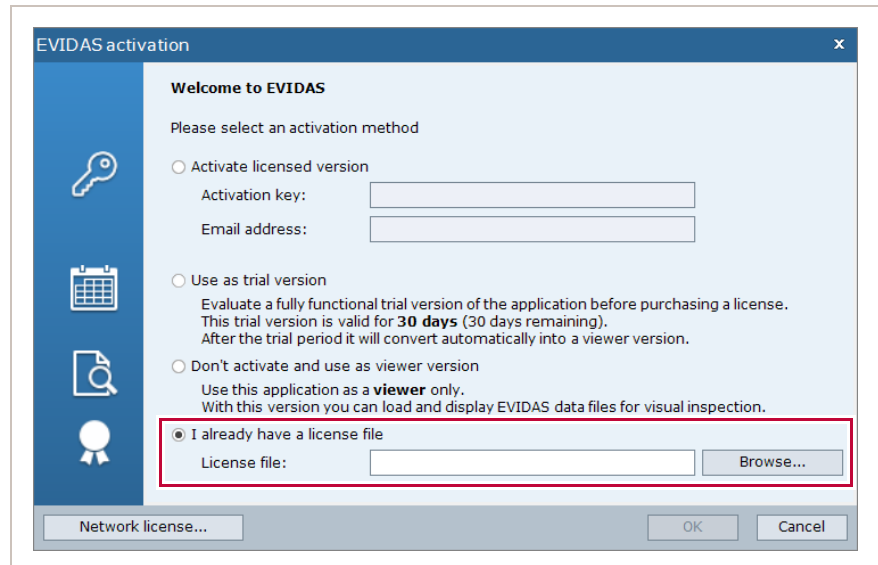 EVIDAS activation
x
Welcome to EVIDAS
Please select an activation method
Activate licensed version
Activation key:
Email address:
Use as trial version
Evaluate a fully functional trial version of the application before purchasing a license.
This trial version is valid for 30 days (30 days remaining).
After the trial period it will convert automatically into a viewer version.
Don't activate and use as viewer version
Use this application as a viewer only.
With this version you can load and display EVIDAS data files for visual inspection.
I already have a license file
License file:
Browse...
Network license...
OK
Cancel